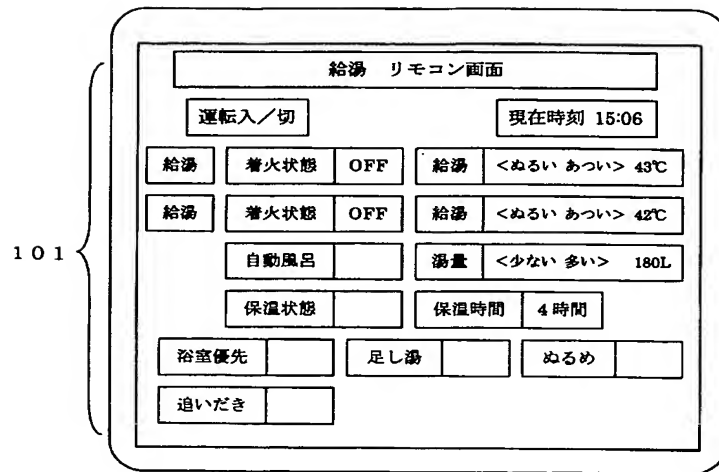 給湯 リモコン画面
運転入／切 現在時刻 15:06
給湯 着火状態 OFF 給湯 <ぬるい あつい> 43℃
給湯 着火状態 OFF 給湯 <ぬるい あつい> 42℃
101
自動風呂 湯量 <少ない 多い> 180L
保温状態 保温時間 4時間
浴室優先 足し湯 ぬるめ
追いだき